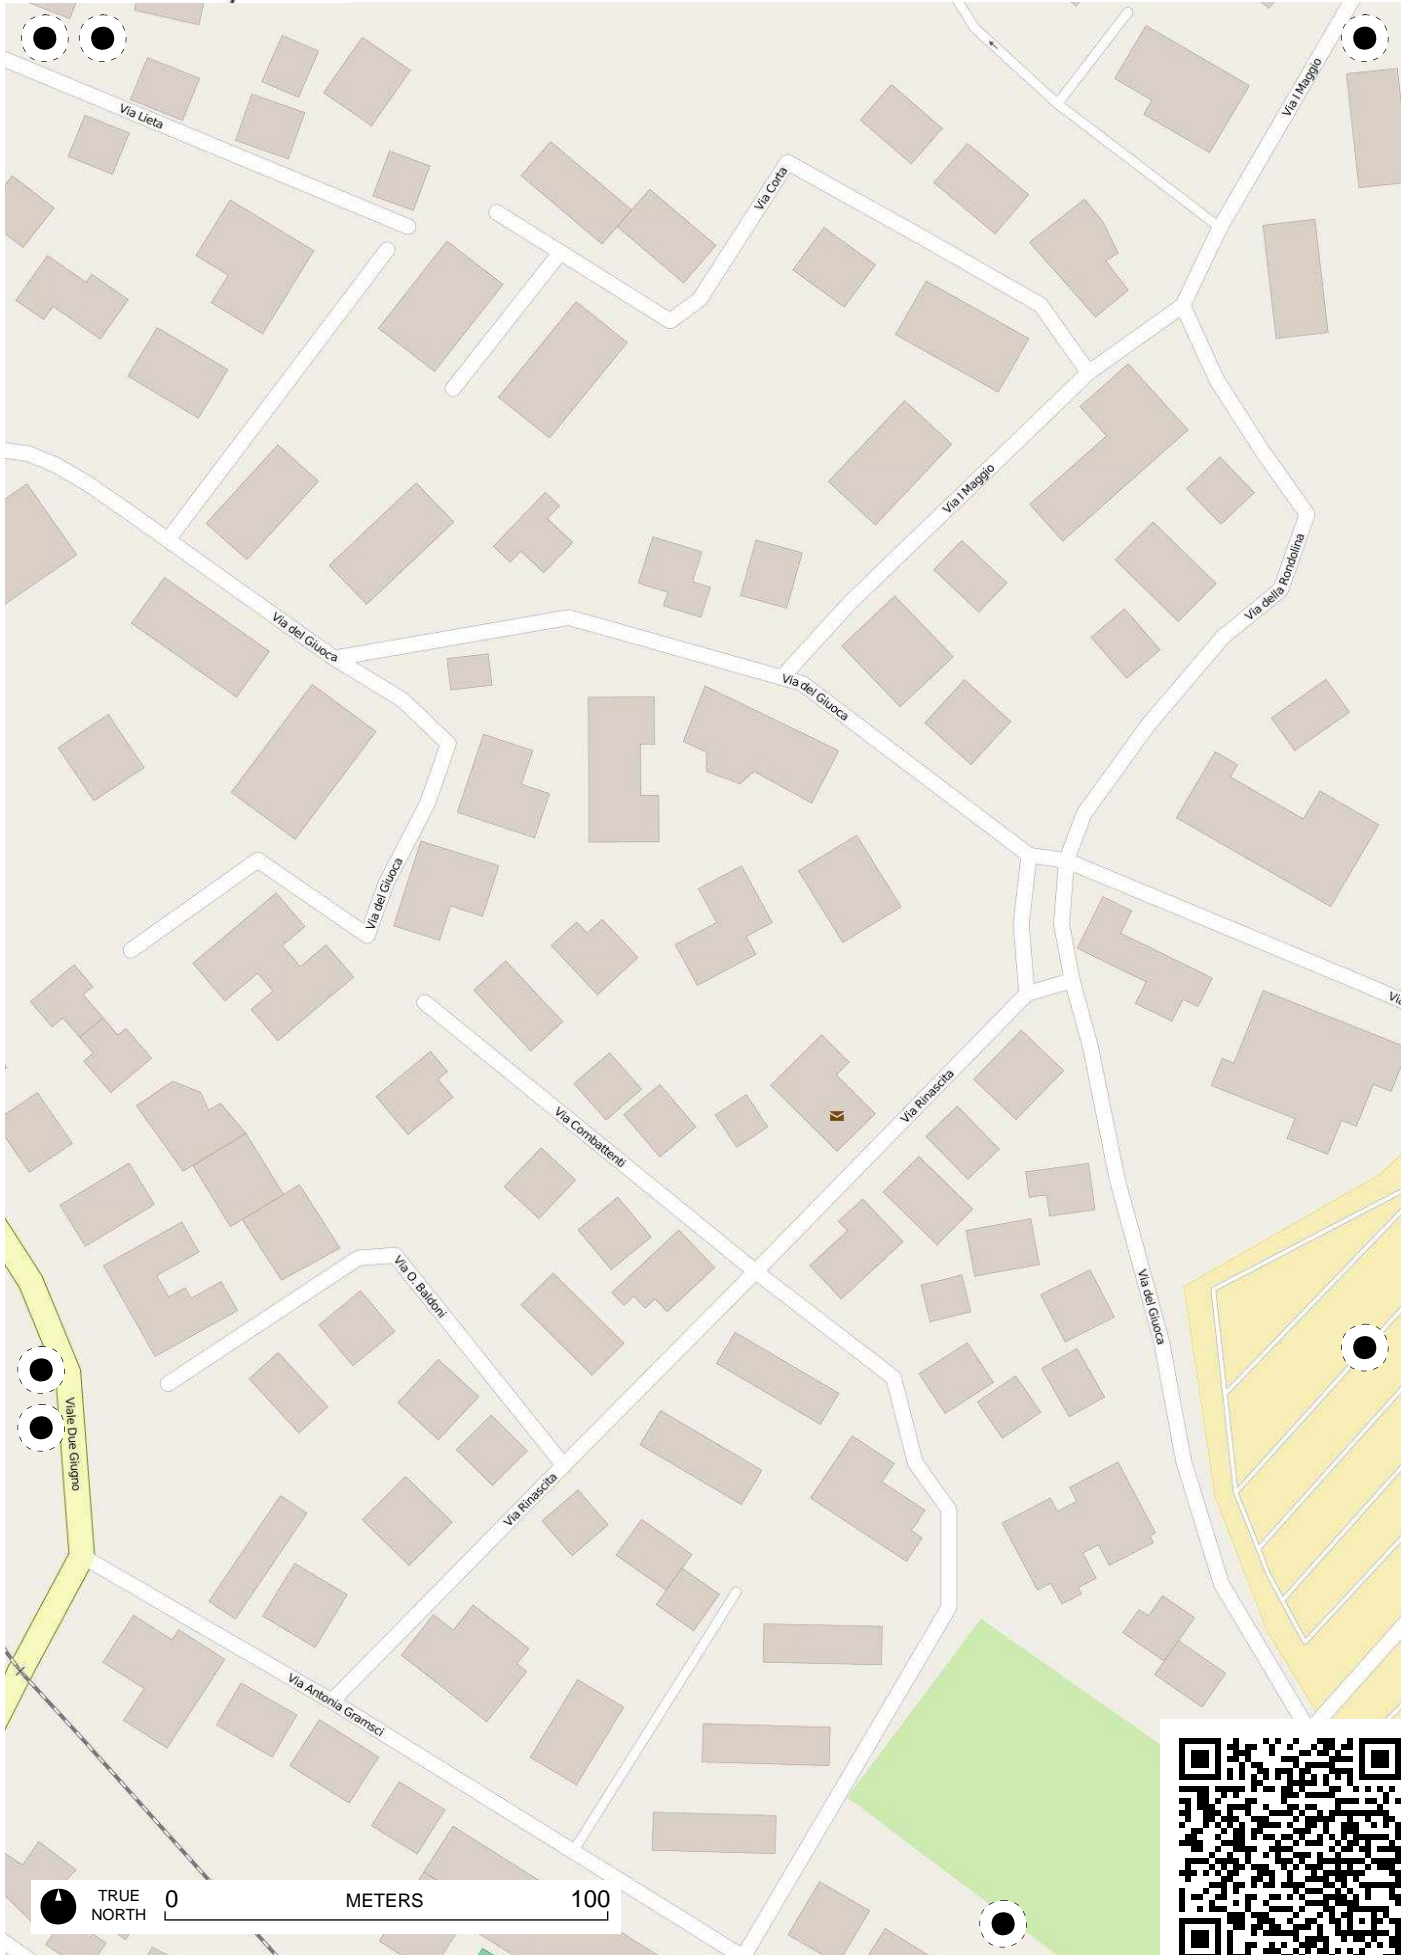 Via I Maggio
Via Lieta
Via Corta
Via I Maggio
Via della Rondolina
Via del Giuoca
Via del Giuoca
Via del Giuoca
Via
Via Rinascita
Via Combattenti
Via O. Baldoni
Via del Giuoca
Viale Due Giugno
Via Rinascita
Via Antonia Gramsci
TRUE NORTH
0 METERS 100